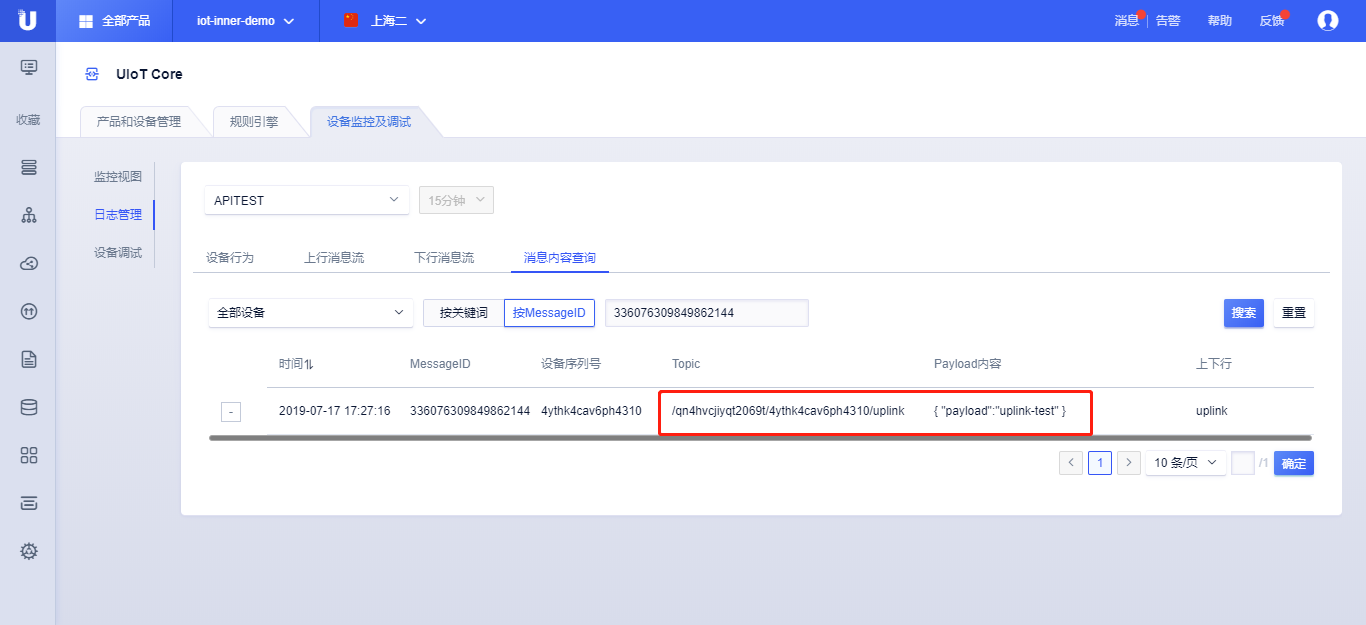 全部产品 iot-inner-demo 上海二 消息 告警 帮助 反馈
UIoT Core
收藏
产品和设备管理 规则引擎 设备监控及调试
监控视图
日志管理
设备调试
APITEST 15分钟
设备行为 上行消息流 下行消息流 消息内容查询
全部设备 按关键词 按MessageID 336076309849862144 搜索 重置
时间 MessageID 设备序列号 Topic Payload内容 上下行
- 2019-07-17 17:27:16 336076309849862144 4ythk4cav6ph4310 /qn4hvcjiyqt2069t/4ythk4cav6ph4310/uplink { "payload":"uplink-test" } uplink
1 10 条/页 /1 确定